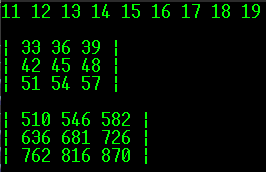 11 12 13 14 15 16 17 18 19
| 33 36 39 |
| 42 45 48 |
| 51 54 57 |
| 510 546 582 |
| 636 681 726 |
| 762 816 870 |